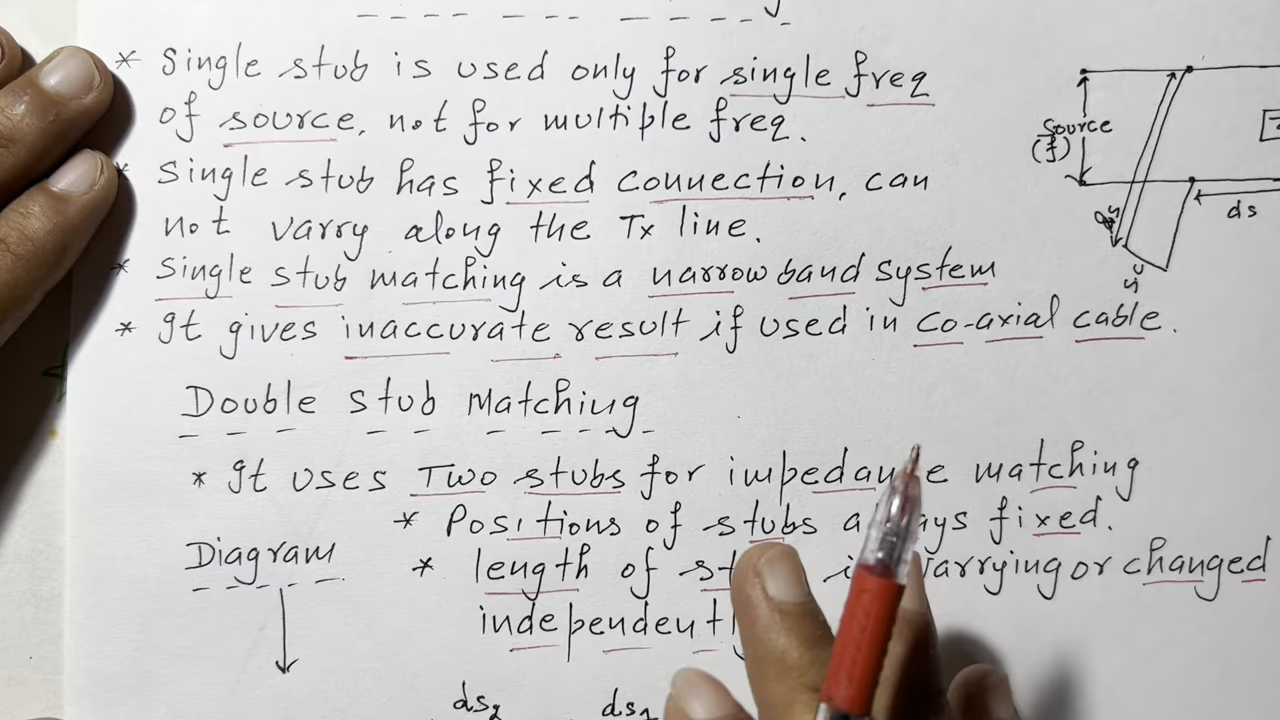 * Single stub is used only for single freq
of source, not for multiple freq.
* Single stub has fixed connection, can
not varry along the Tx line.
* Single stub matching is a narrow band system
* It gives inaccurate result if used in co-axial cable.
Source
(f)
ds
sc
Double stub Matching
* It uses Two stubs for impedance matching
* Positions of stubs always fixed.
Diagram
* length of varrying or changed
independently
ds2 ds1